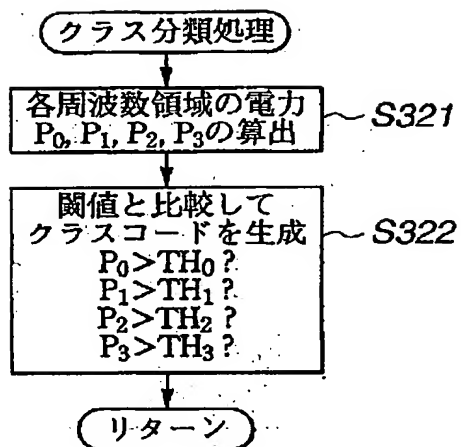 クラス分類処理
各周波数領域の電力
P₀, P₁, P₂, P₃の算出
S321
閾値と比較して
クラスコードを生成
S322
P₀>TH₀?
P₁>TH₁?
P₂>TH₂?
P₃>TH₃?
リターン